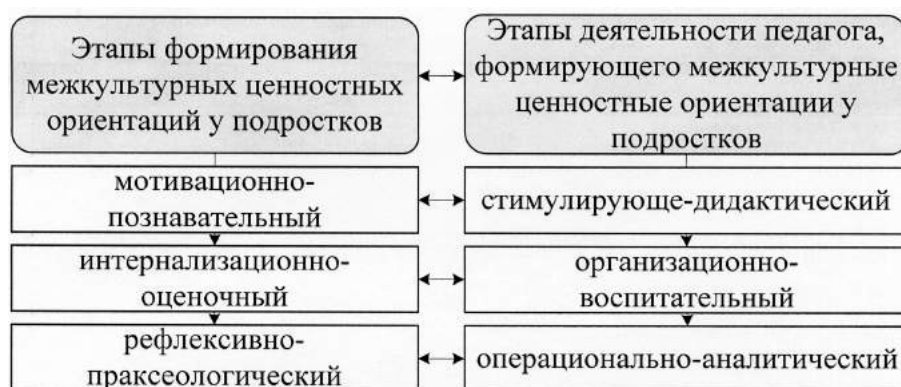 Этапы формирования
межкультурных ценностных
ориентаций у подростков
Этапы деятельности педагога,
формирующего межкультурные
ценностные ориентации у
подростков
мотивационно-
познавательный
стимулирующе-дидактический
интернализационно-
оценочный
организационно-
воспитательный
рефлексивно-
праксеологический
операционально-аналитический